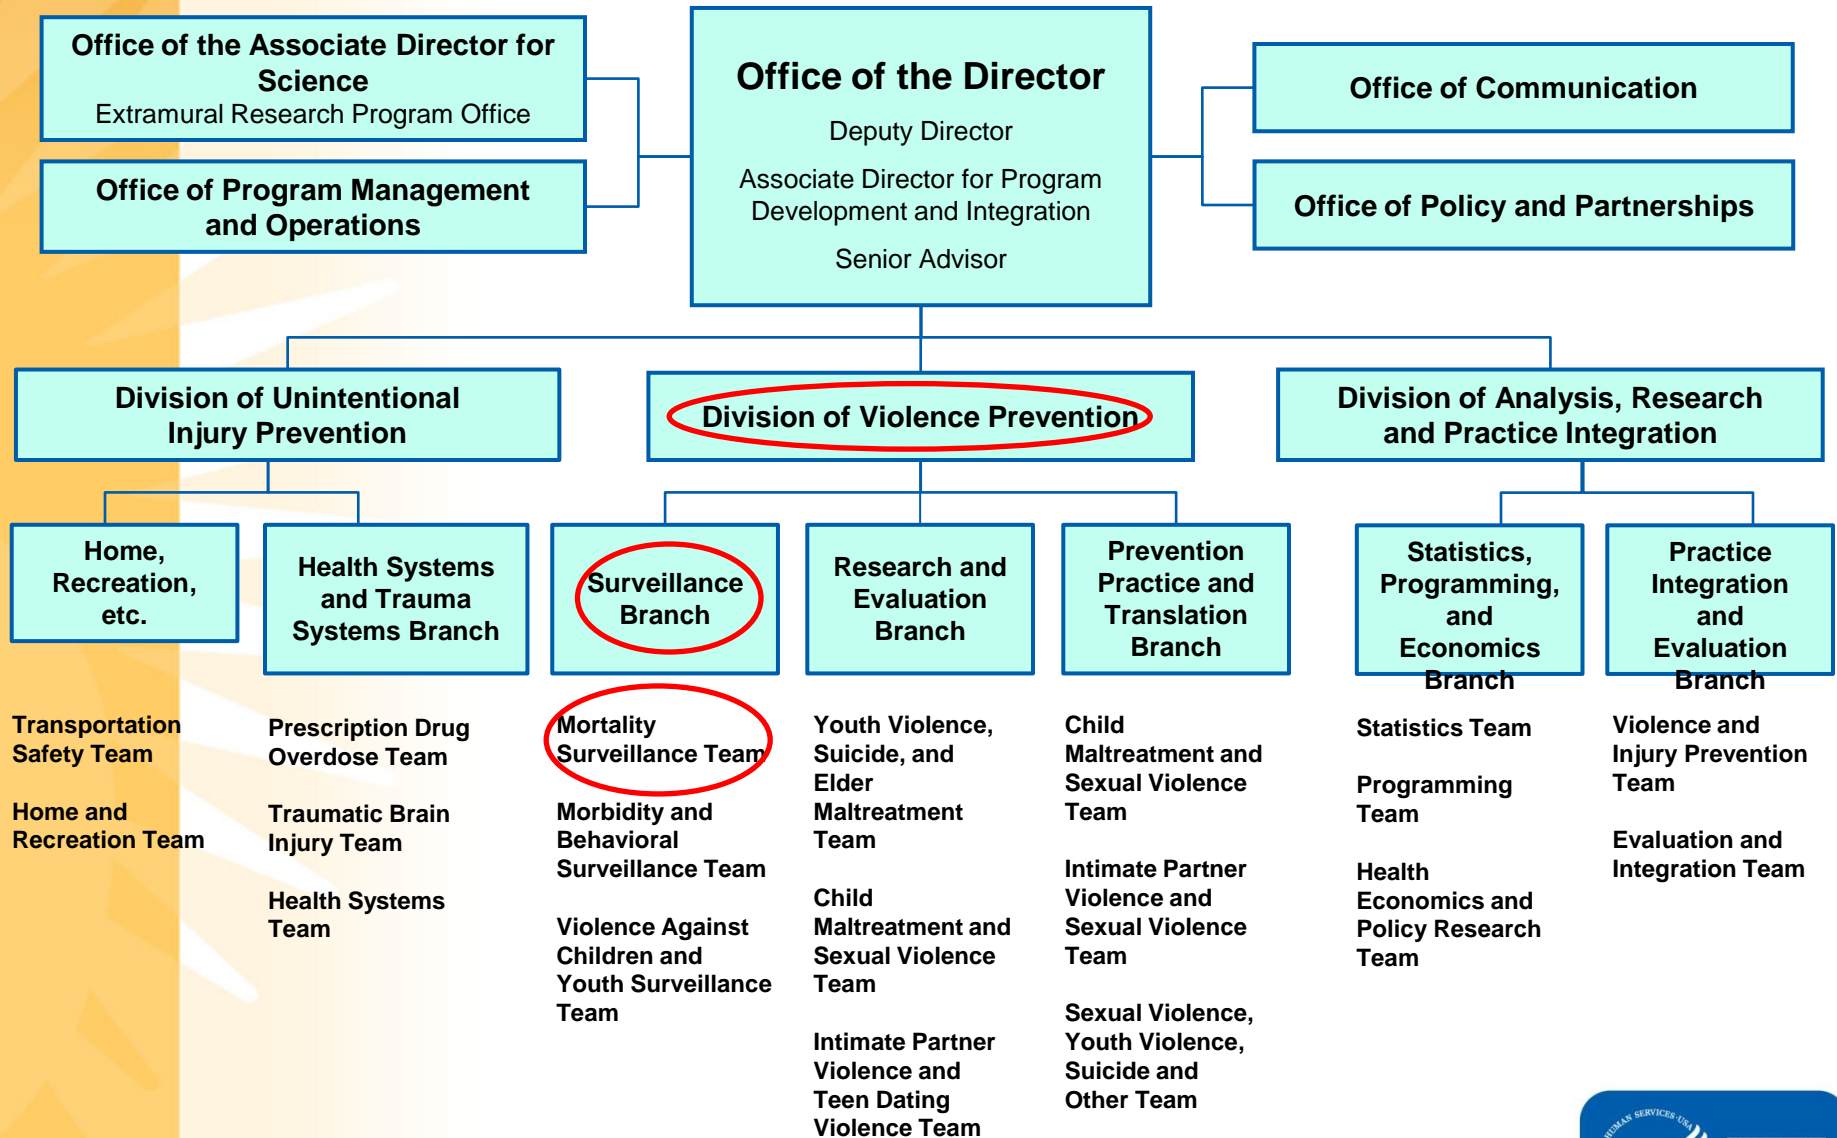 Office of the Associate Director for
Science
Extramural Research Program Office
Office of Program Management
and Operations
Office of the Director
Deputy Director
Associate Director for Program
Development and Integration
Senior Advisor
Office of Communication
Office of Policy and Partnerships
Division of Unintentional
Injury Prevention
Division of Violence Prevention
Division of Analysis, Research
and Practice Integration
Home,
Recreation,
etc.
Health Systems
and Trauma
Systems Branch
Surveillance
Branch
Research and
Evaluation
Branch
Prevention
Practice and
Translation
Branch
Statistics,
Programming,
and
Economics
Branch
Practice
Integration
and
Evaluation
Branch
Transportation
Safety Team
Home and
Recreation Team
Prescription Drug
Overdose Team
Traumatic Brain
Injury Team
Health Systems
Team
Mortality
Surveillance Team
Morbidity and
Behavioral
Surveillance Team
Violence Against
Children and
Youth Surveillance
Team
Youth Violence,
Suicide, and
Elder
Maltreatment
Team
Child
Maltreatment and
Sexual Violence
Team
Intimate Partner
Violence and
Teen Dating
Violence Team
Child
Maltreatment and
Sexual Violence
Team
Intimate Partner
Violence and
Sexual Violence
Team
Sexual Violence,
Youth Violence,
Suicide and
Other Team
Statistics Team
Programming
Team
Health
Economics and
Policy Research
Team
Violence and
Injury Prevention
Team
Evaluation and
Integration Team
HUMAN SERVICES·USA